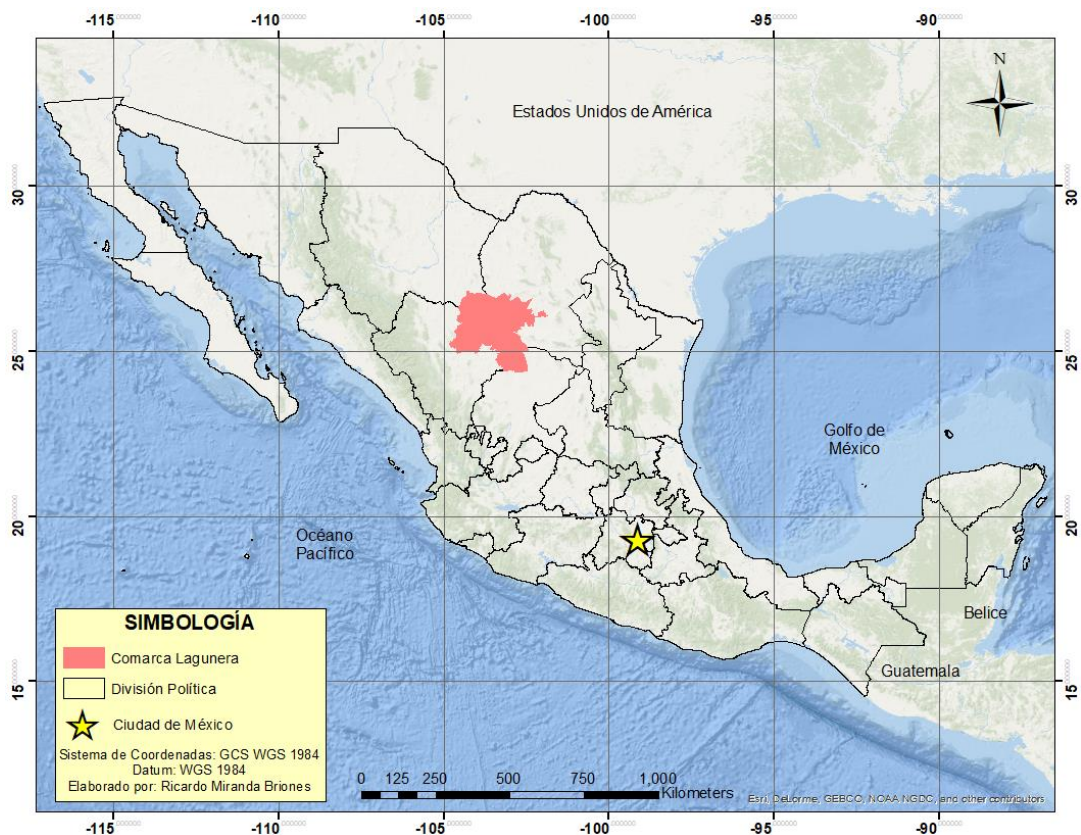 -115 -110 -105 -100 -95 -90
N
Estados Unidos de América
30 30
25 25
Golfo de
México
20 20
Océano
Pacífico
Belice
Guatemala
15 15
SIMBOLOGÍA
Comarca Lagunera
División Política
Ciudad de México
Sistema de Coordenadas: GCS WGS 1984
Datum: WGS 1984
Elaborado por: Ricardo Miranda Briones
0 125 250 500 750 1,000
Kilometers
Esri, DeLorme, GEBCO, NOAA NGDC, and other contributors
-115 -110 -105 -100 -95 -90